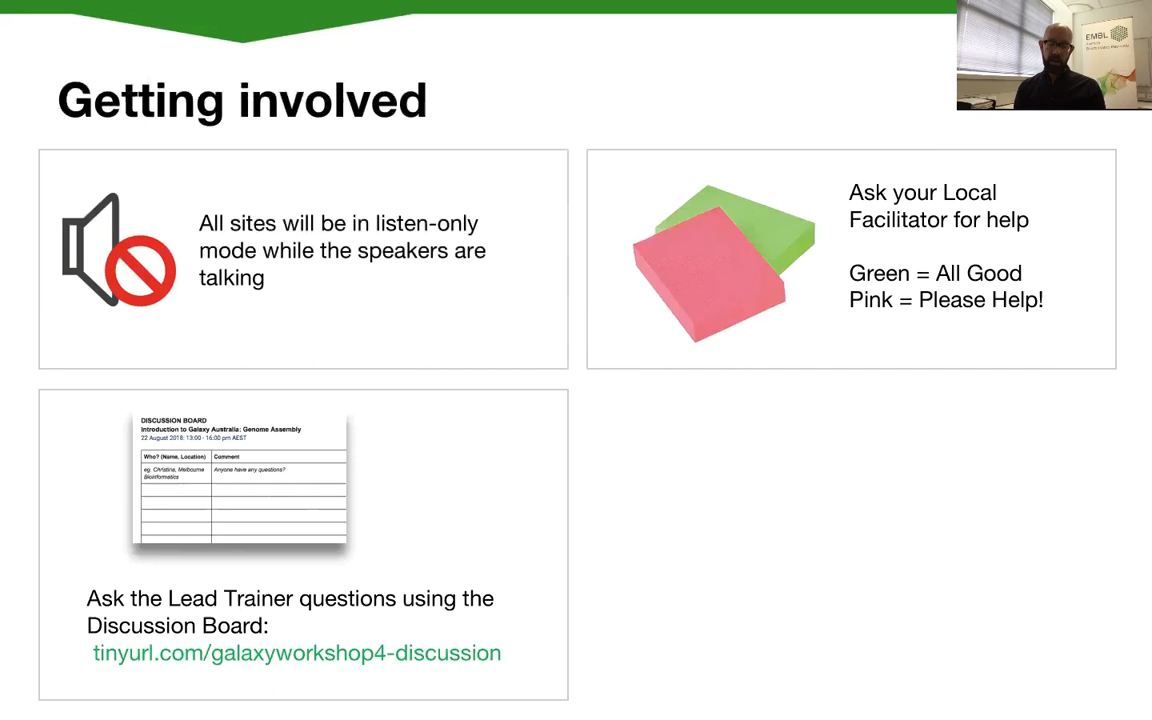 Getting involved
EMBL
All sites will be in listen-only
mode while the speakers are
talking
Ask your Local
Facilitator for help
Green = All Good
Pink = Please Help!
DISCUSSION BOARD
Introduction to Galaxy Australia: Genome Assembly
22 August 2018: 13:00 - 16:00 pm AEST
Who? (Name, Location) Comment
eg. Christina, Melbourne Anyone have any questions?
Bioinformatics
Ask the Lead Trainer questions using the
Discussion Board:
tinyurl.com/galaxyworkshop4-discussion